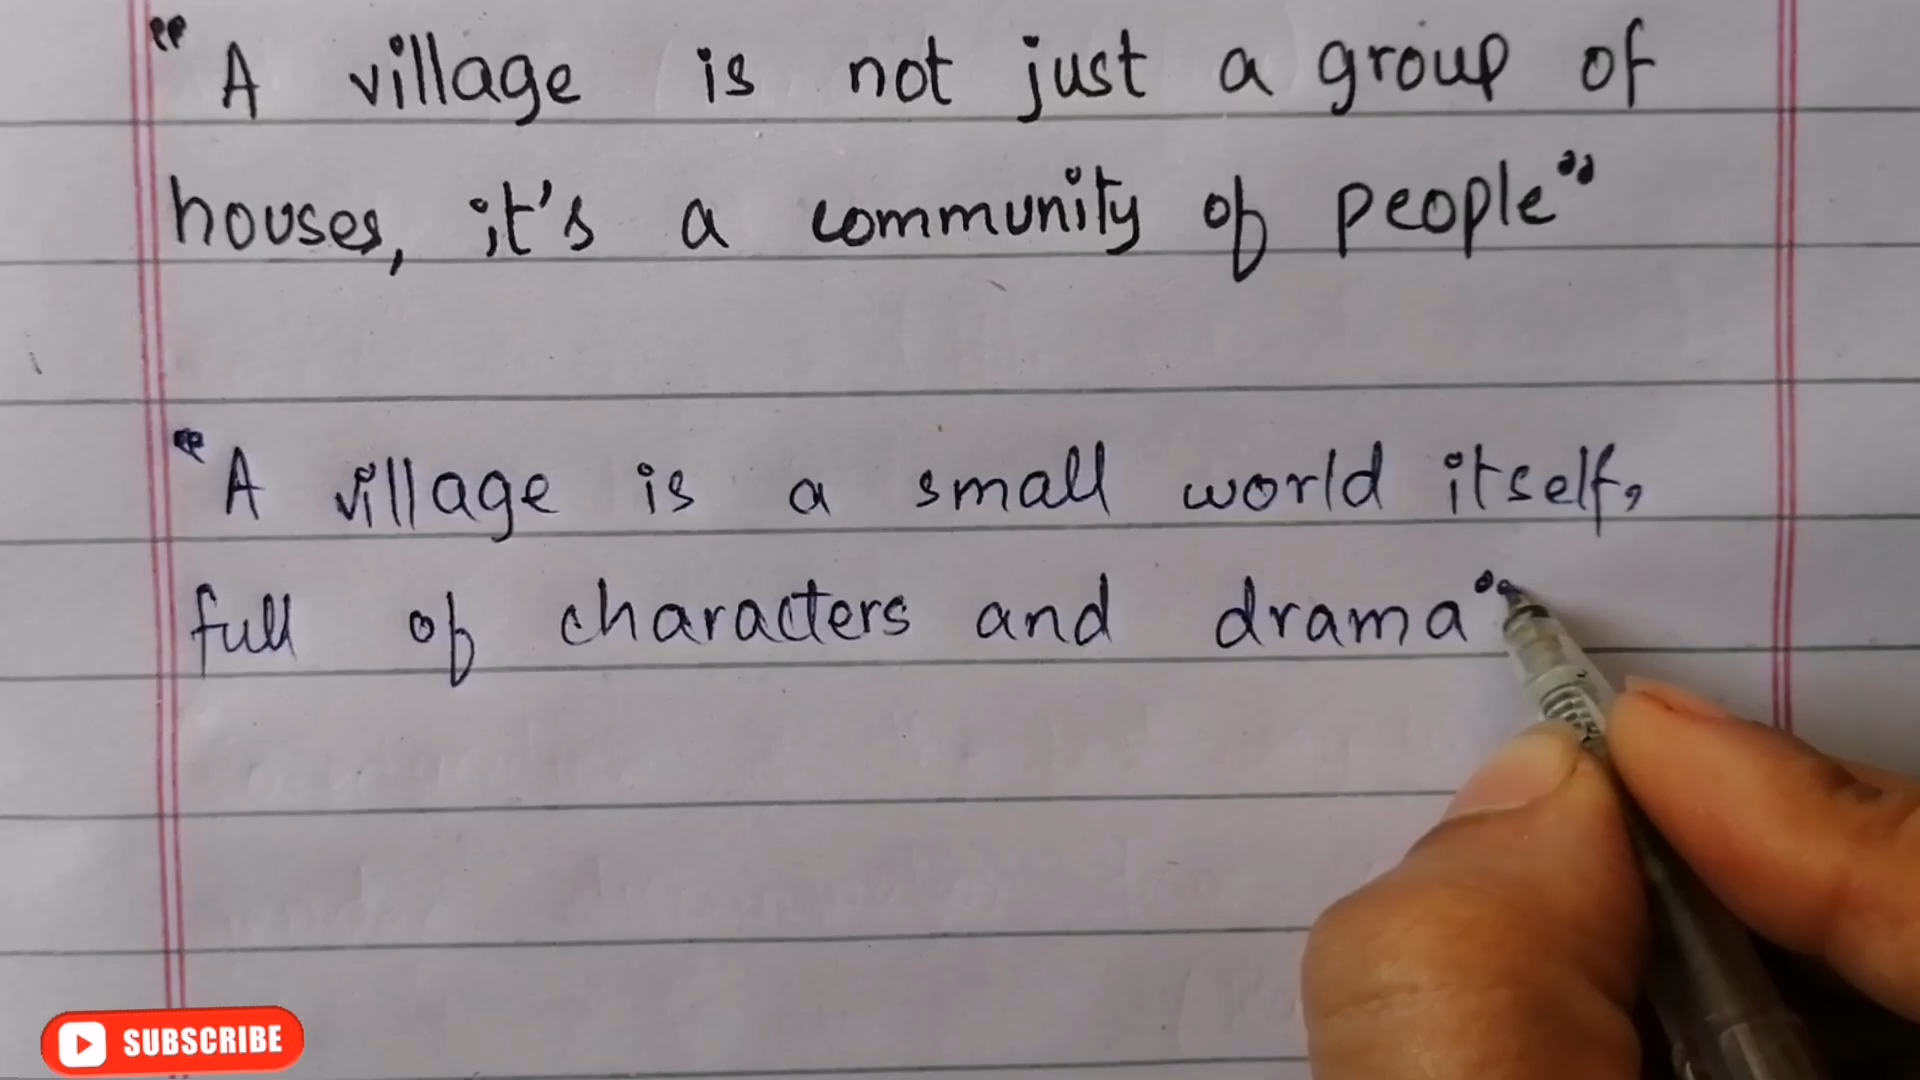 "A village is not just a group of
houses, it's a community of people"
"A village is a small world itself,
full of characters and drama"
SUBSCRIBE